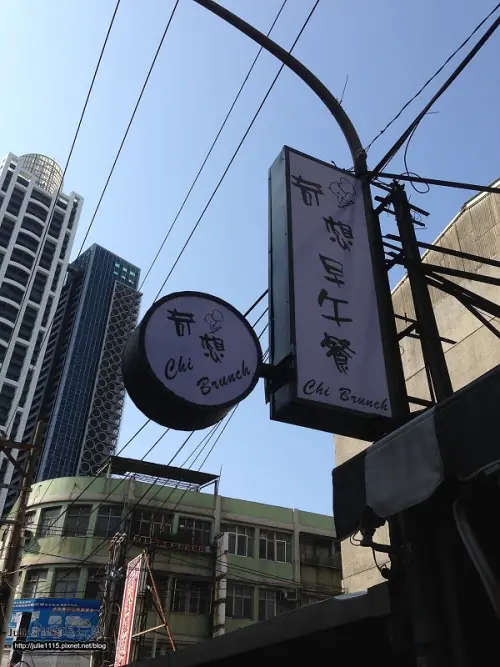 奇想
早午餐
Chi Brunch
奇想
Chi
Brunch
http://julie1115.pixnet.net/blog